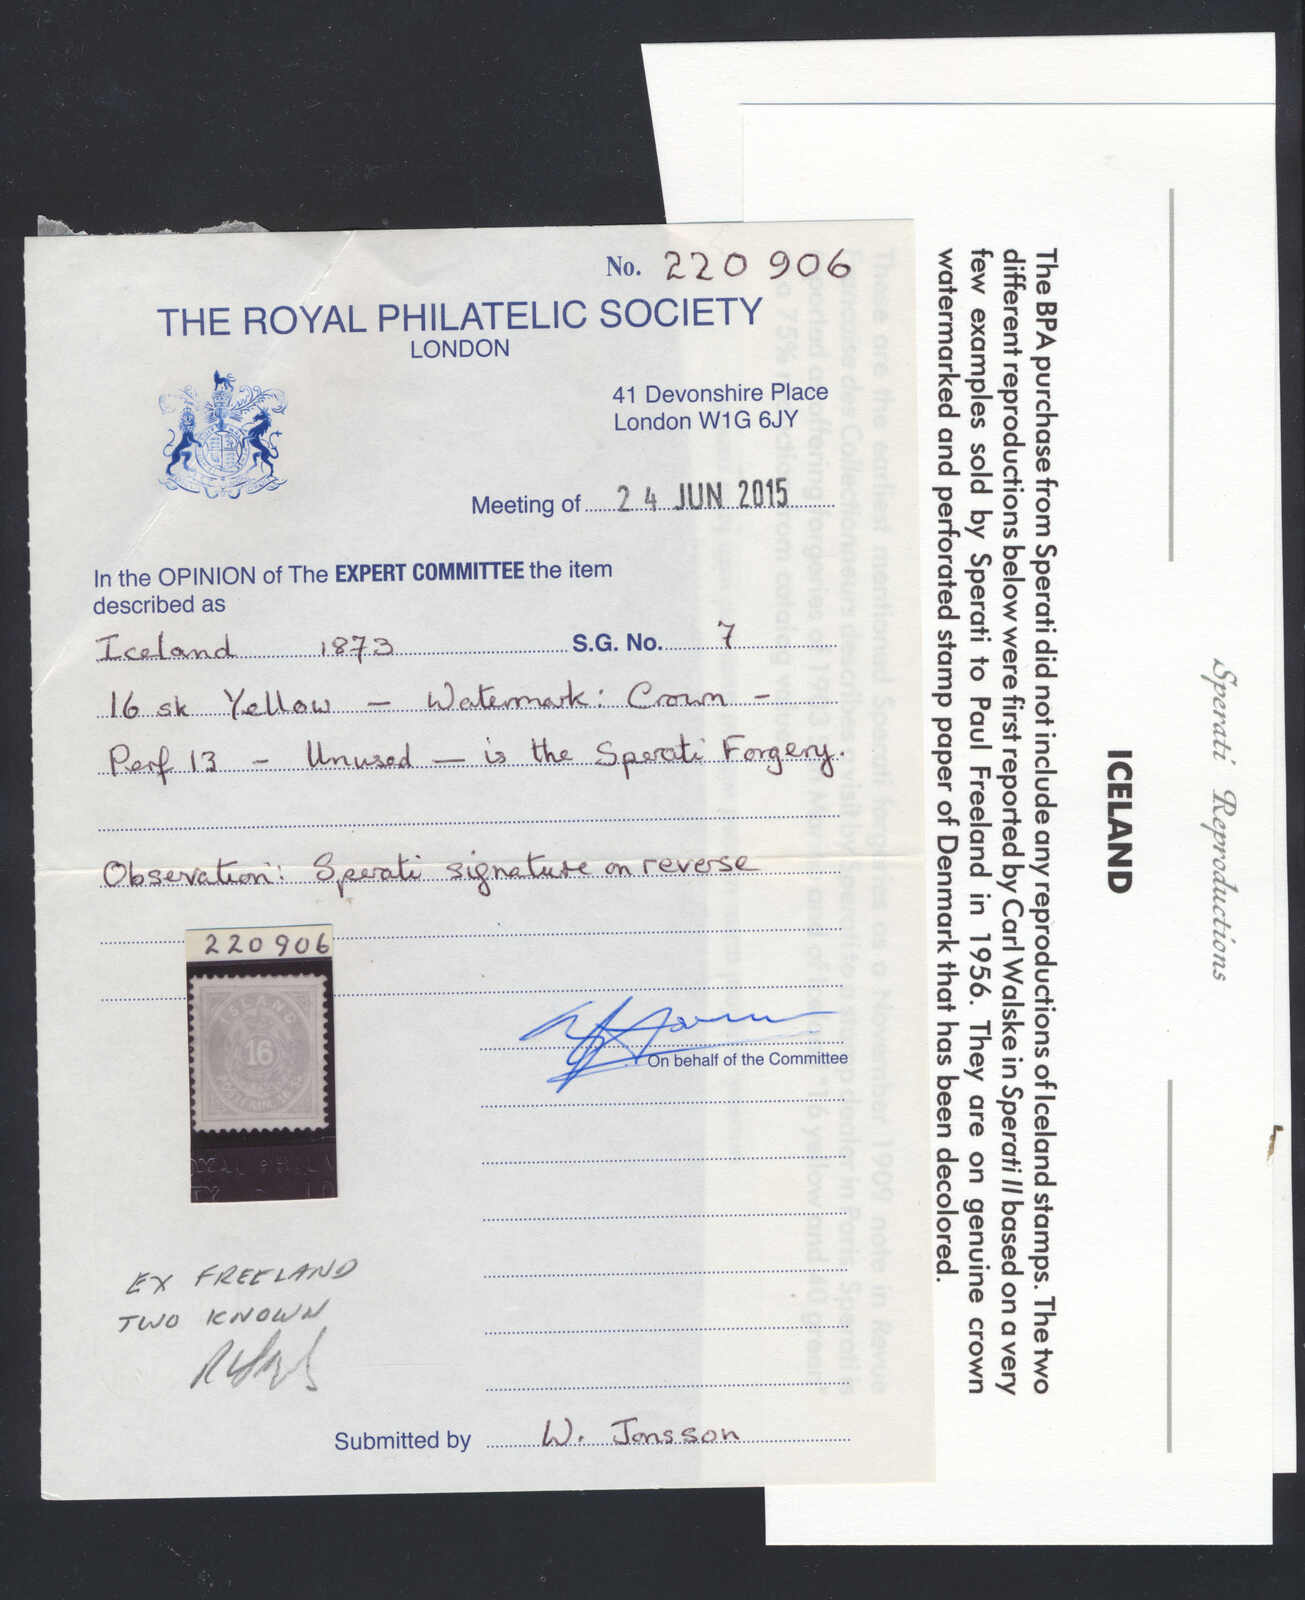 No. 220 906
THE ROYAL PHILATELIC SOCIETY
LONDON
41 Devonshire Place
London W1G 6JY
Meeting of 24 JUN 2015
In the OPINION of The EXPERT COMMITTEE the item
described as
Iceland 1873 S.G. No. 7
16 sk Yellow – Watermark: Crown –
Perf 13 – Unused – is the Sperati Forgery.
Observation: Sperati signature on reverse
220906
ISLAND
16
On behalf of the Committee
EX FREELAND
TWO KNOWN
Submitted by W. Jonsson
Sperati Reproductions
ICELAND
The BPA purchase from Sperati did not include any reproductions of Iceland stamps. The two
different reproductions below were first reported by Carl Walske in Sperati II based on a very
few examples sold by Sperati to Paul Freeland in 1956. They are on genuine crown
watermarked and perforated stamp paper of Denmark that has been decolored.